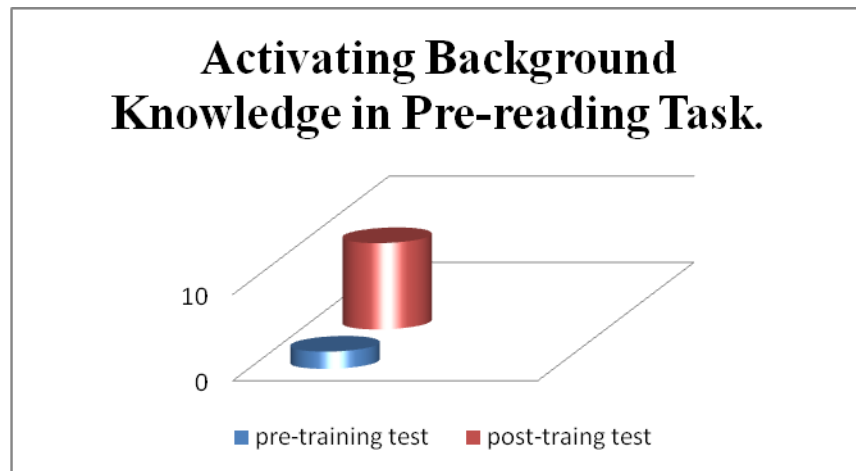 Activating Background
Knowledge in Pre-reading Task.
10
0
pre-training test post-traing test